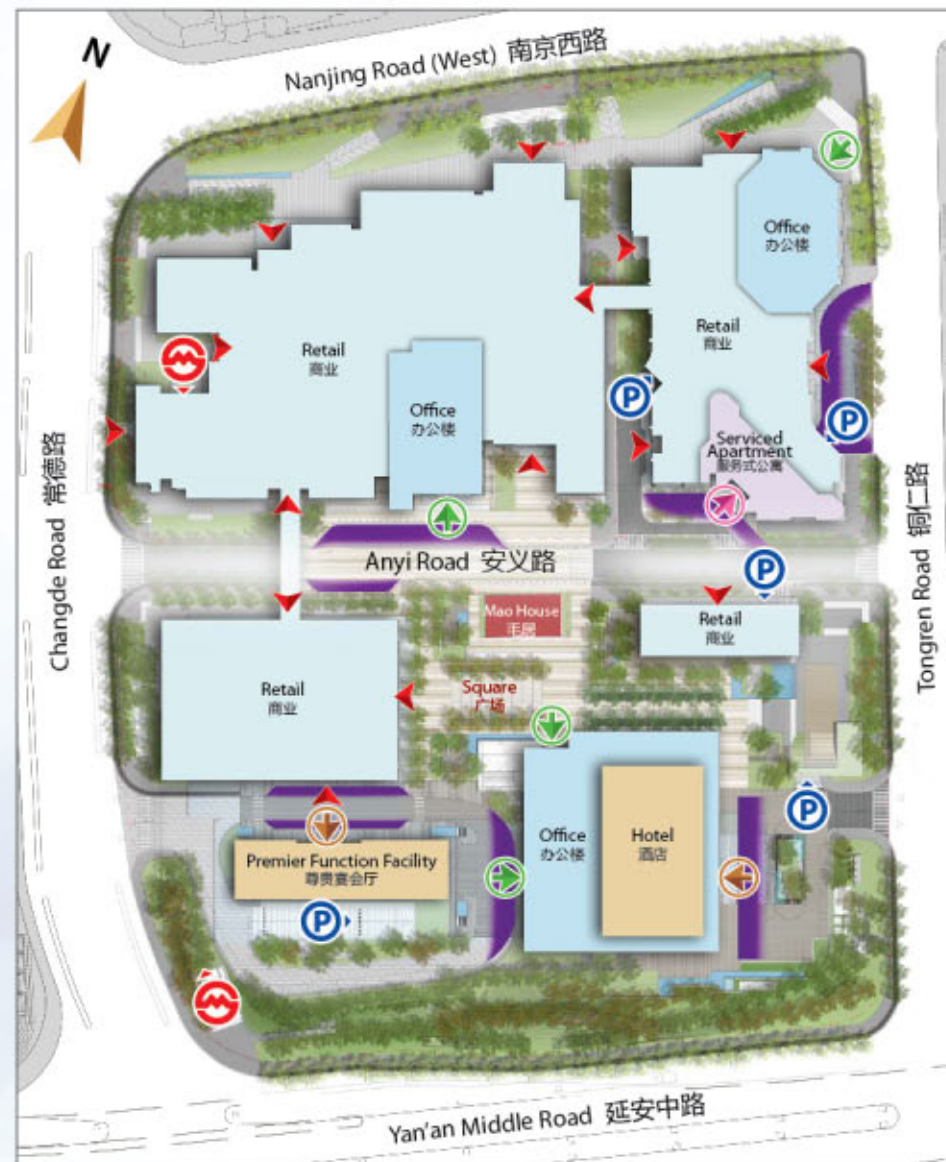 N
Nanjing Road (West) 南京西路
Office
办公楼
Retail
商业
Retail
商业
Office
办公楼
P
P
Serviced
Apartment
服务式公寓
Changde Road 常德路
Tongren Road 铜仁路
Anyi Road 安义路
P
Mao House
毛居
Retail
商业
Retail
商业
Square
广场
P
Office
办公楼
Hotel
酒店
Premier Function Facility
尊贵宴会厅
P
Yan'an Middle Road 延安中路